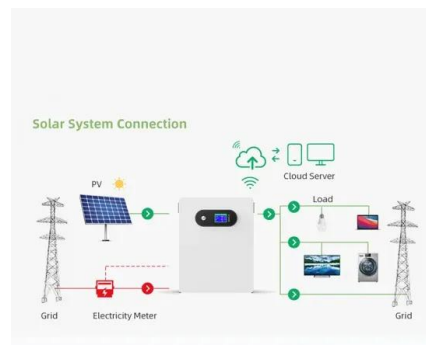 Solar System Connection
Cloud Server
PV
Load
Grid
Electricity Meter
Grid